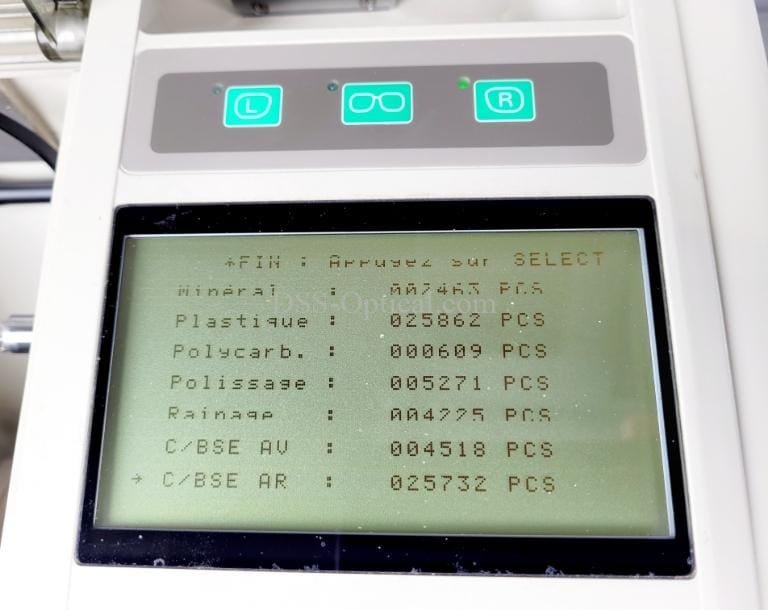 L R
*FIN : Appuyez sur SELECT
Minéral : 002463 PCS
DSS-Optical.com
Plastique : 025862 PCS
Polycarb. : 000609 PCS
Polissage : 005271 PCS
Rainage : 004225 PCS
C/BSE AV : 004518 PCS
→ C/BSE AR : 025732 PCS